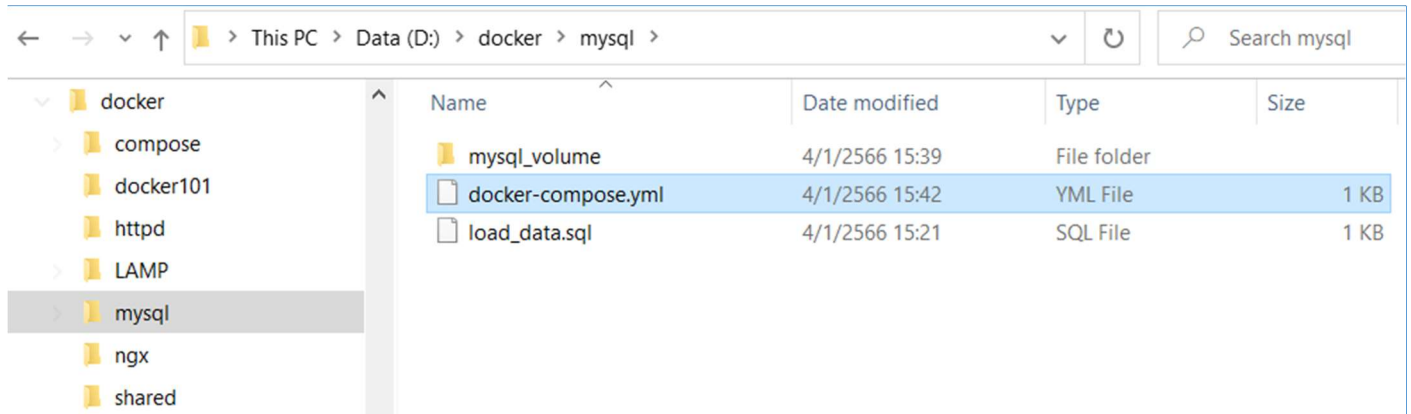 This PC > Data (D:) > docker > mysql >
Search mysql
docker
compose
docker101
httpd
LAMP
mysql
ngx
shared
Name Date modified Type Size
mysql_volume 4/1/2566 15:39 File folder
docker-compose.yml 4/1/2566 15:42 YML File 1 KB
load_data.sql 4/1/2566 15:21 SQL File 1 KB